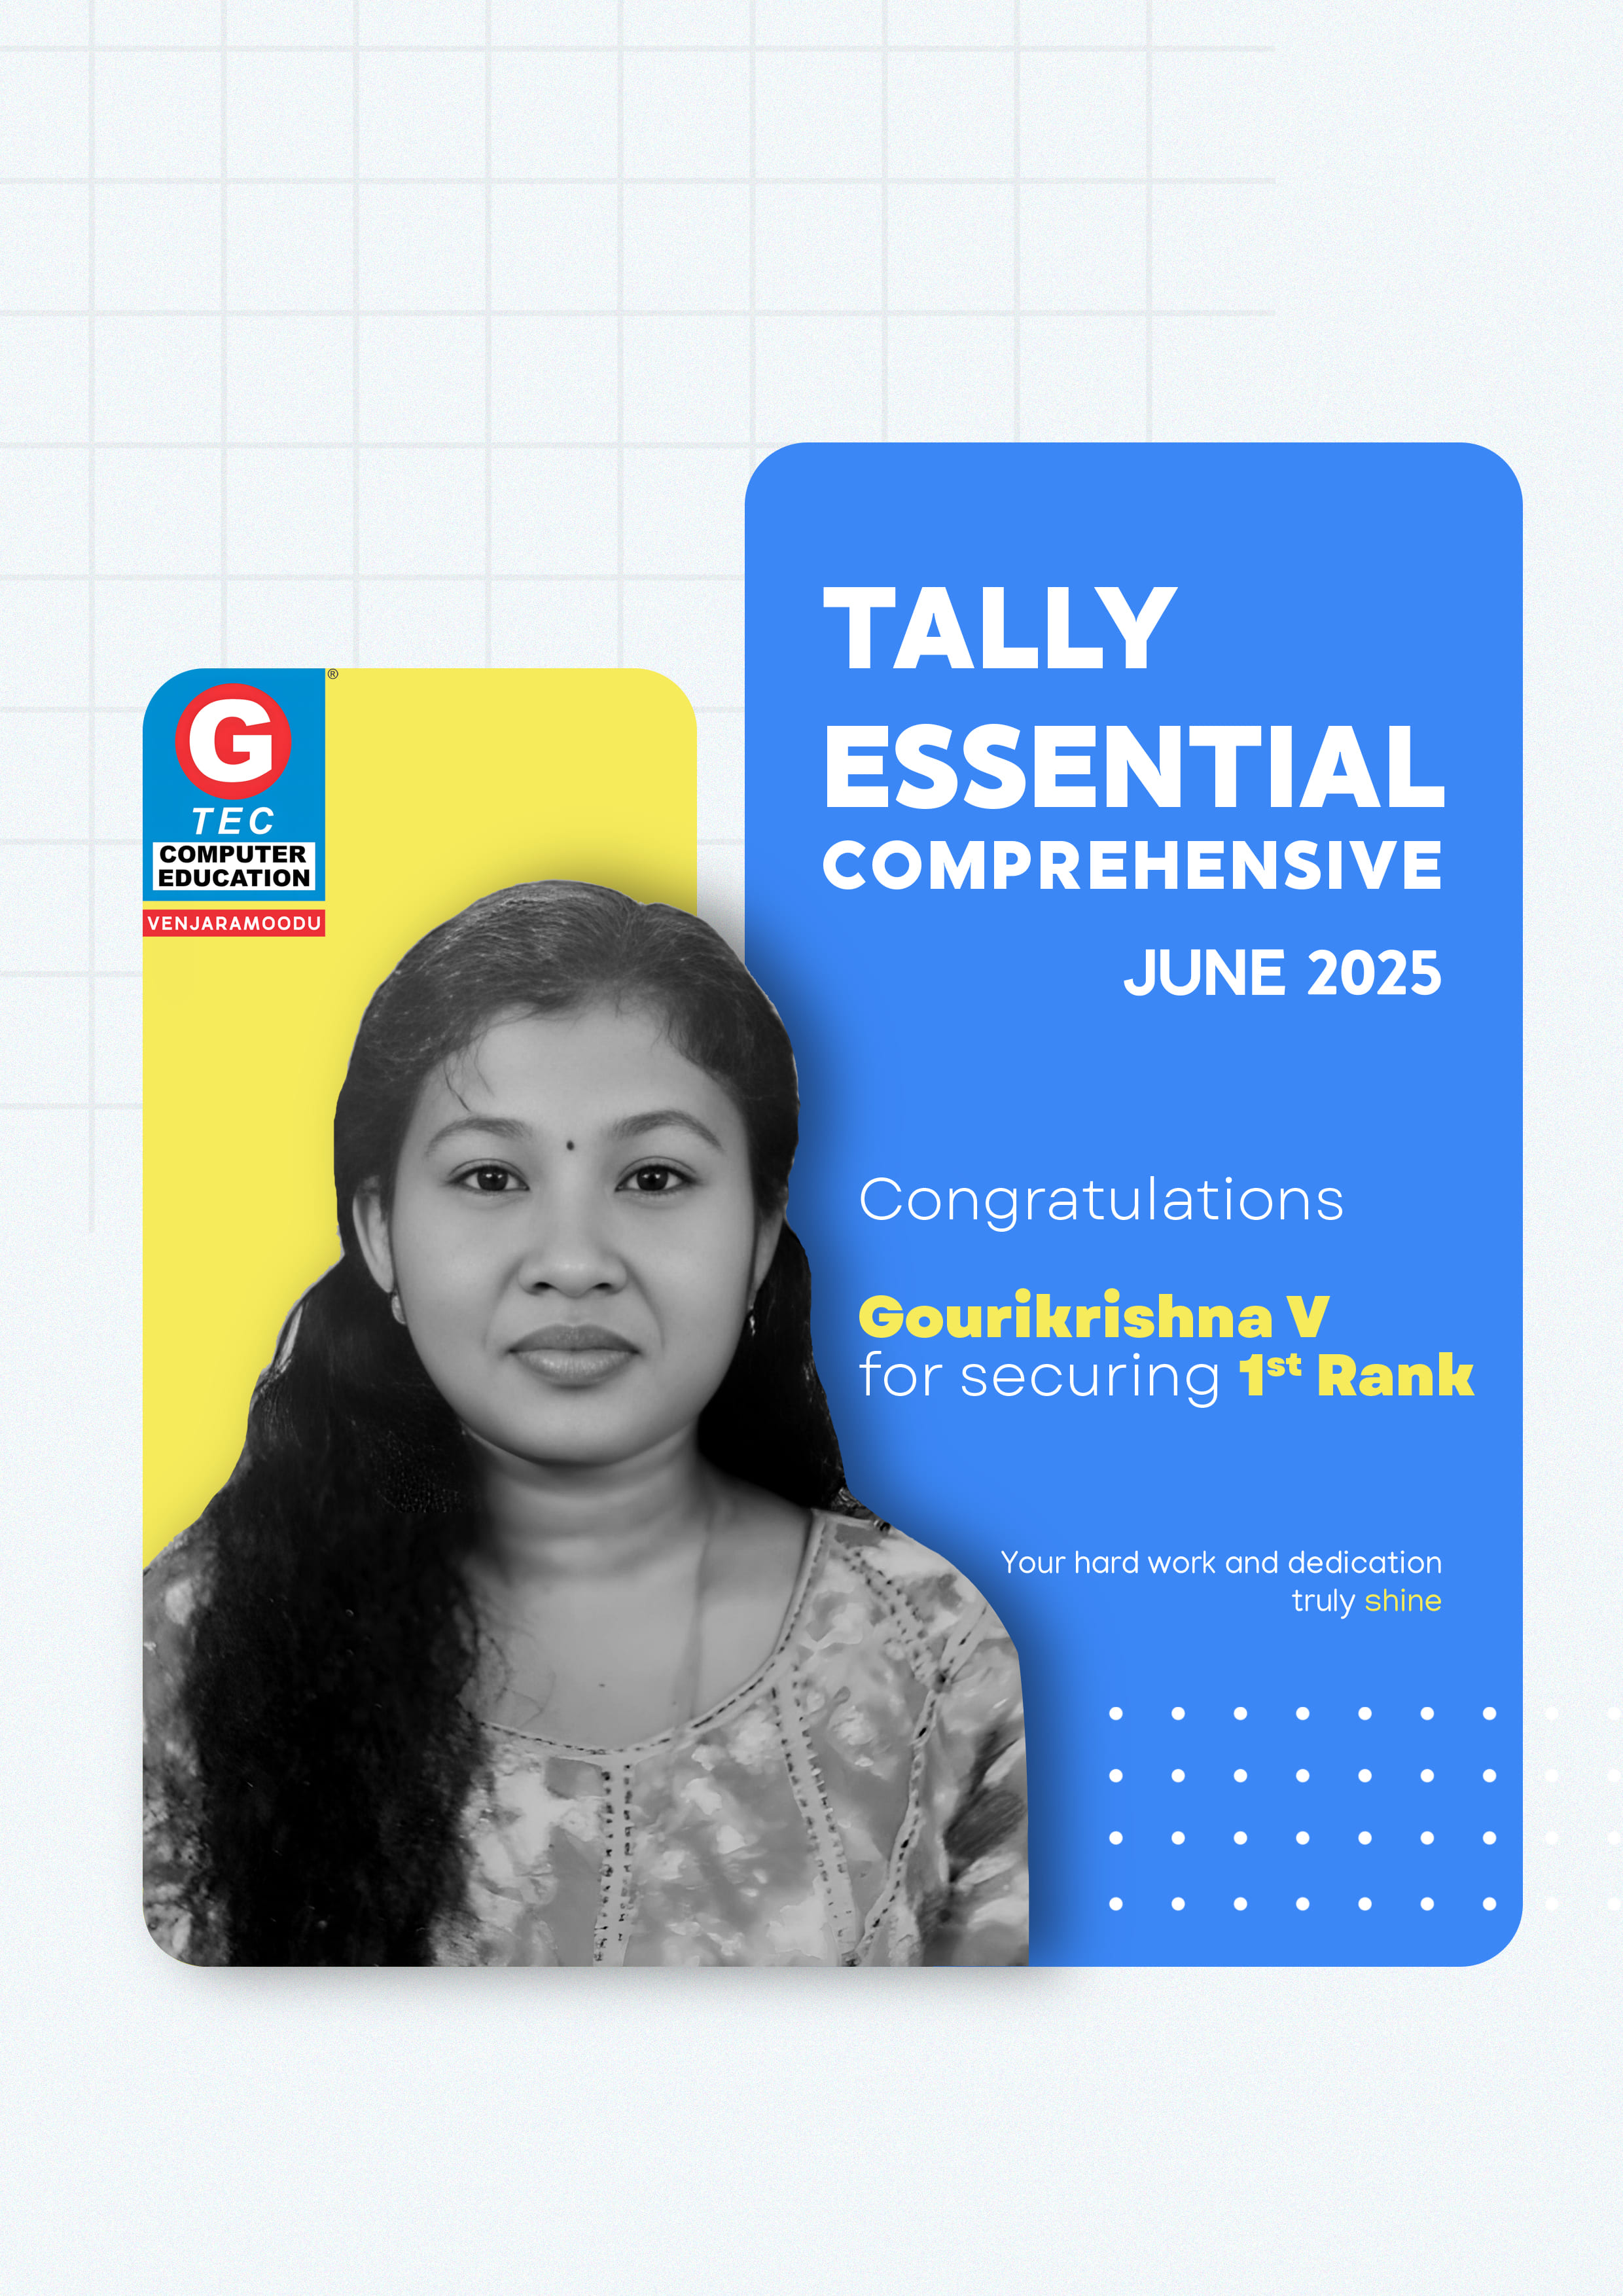 G
TEC
COMPUTER
EDUCATION
®
VENJARAMOODU
TALLY
ESSENTIAL
COMPREHENSIVE
JUNE 2025
Congratulations
Gourikrishna V
for securing 1st Rank
Your hard work and dedication
truly shine